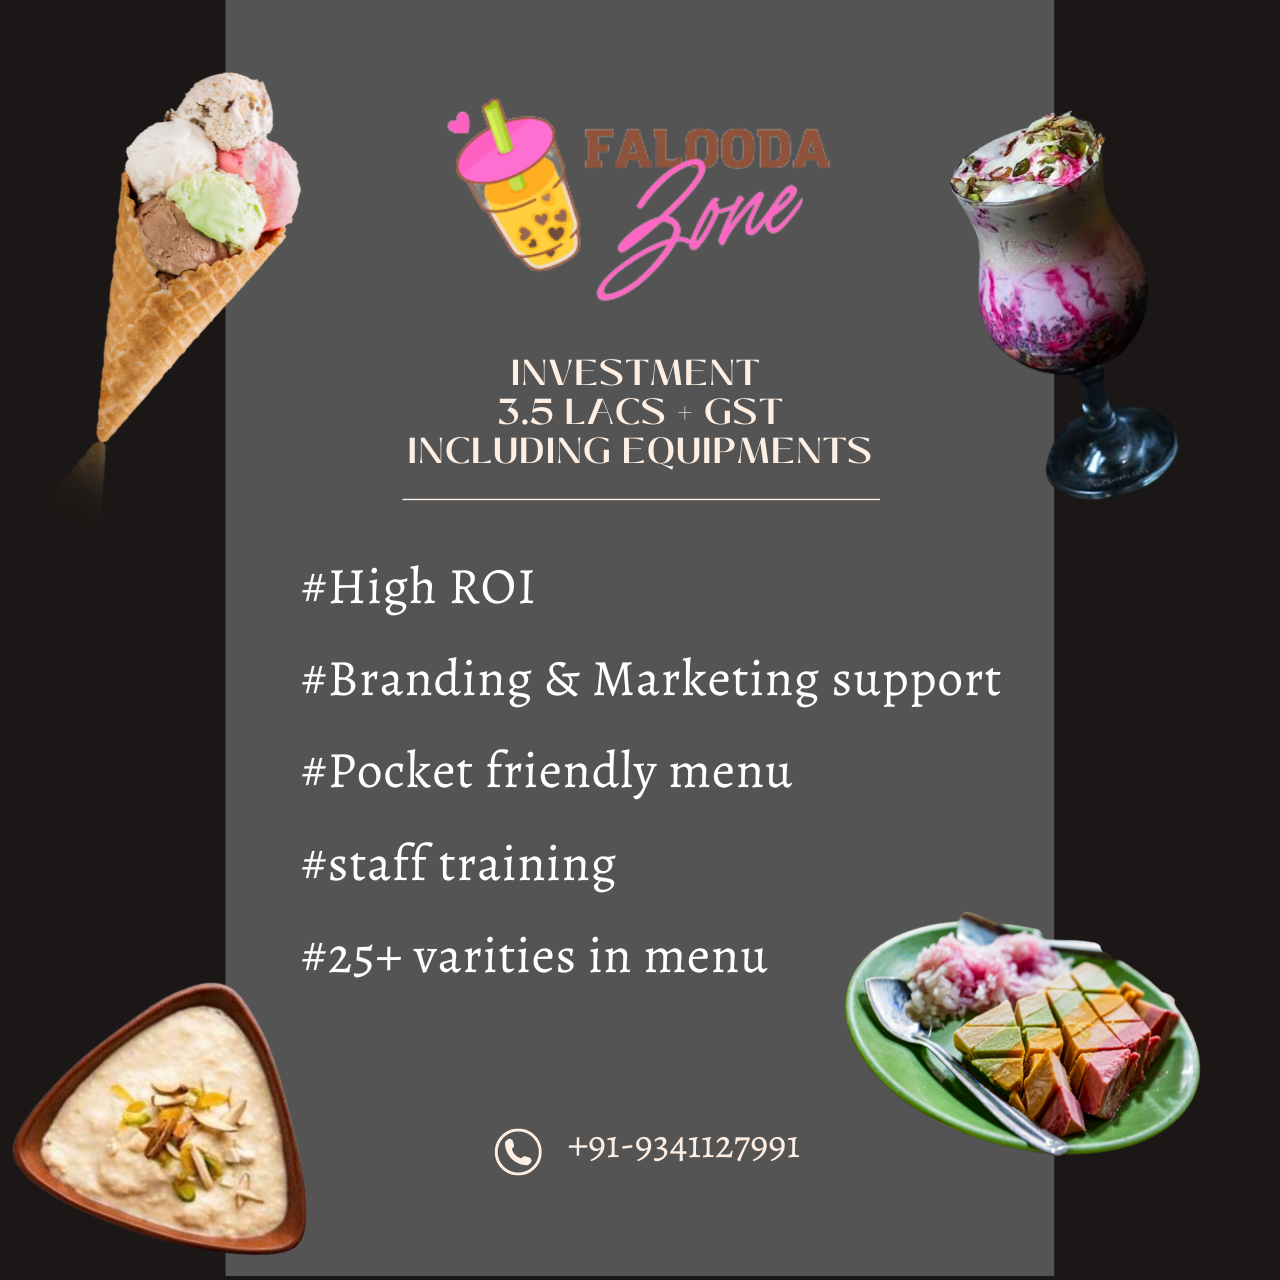 FALOODA
Zone
INVESTMENT
3.5 LACS + GST
INCLUDING EQUIPMENTS
#High ROI
#Branding & Marketing support
#Pocket friendly menu
#staff training
#25+ varities in menu
+91-9341127991